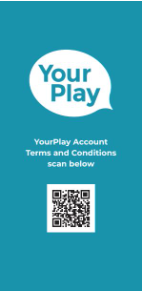 Your
Play
YourPlay Account
Terms and Conditions
scan below